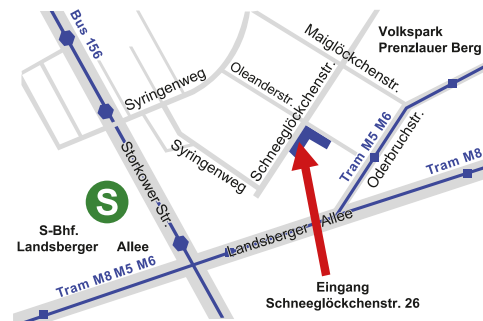 Volkspark
Prenzlauer Berg
Bus 156
Maiglöckchenstr.
Syringenweg
Oleanderstr.
Schneeglöckchenstr.
Tram M5 M6
Oderbruchstr.
Storkower-Str.
Syringenweg
Tram M8
S
S-Bhf.
Landsberger Allee
Landsberger Allee
Tram M8 M5 M6
Eingang
Schneeglöckchenstr. 26